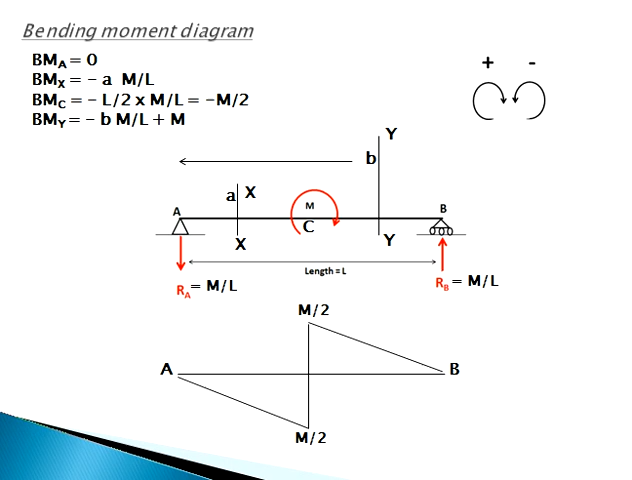 Bending moment diagram
BMA = 0
BMX = – a M/L
BMC = – L/2 x M/L = –M/2
BMY = – b M/L + M
+ -
Y
b
a X
M
A
B
C
X
Y
Length = L
RA = M/L
RB = M/L
M/2
A
B
M/2